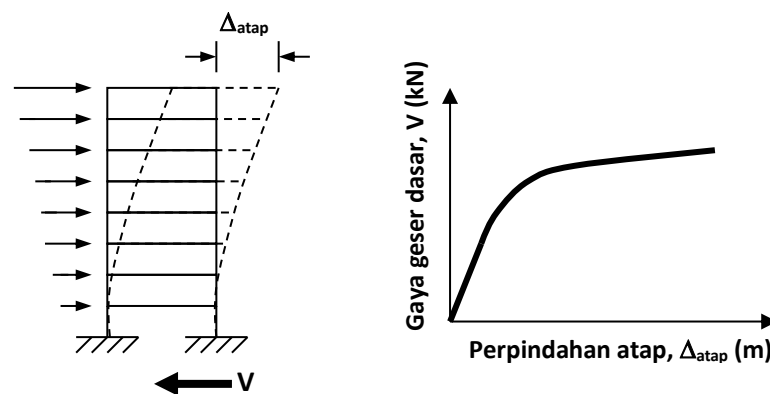 Δatap
V
Gaya geser dasar, V (kN)
Perpindahan atap, Δatap (m)